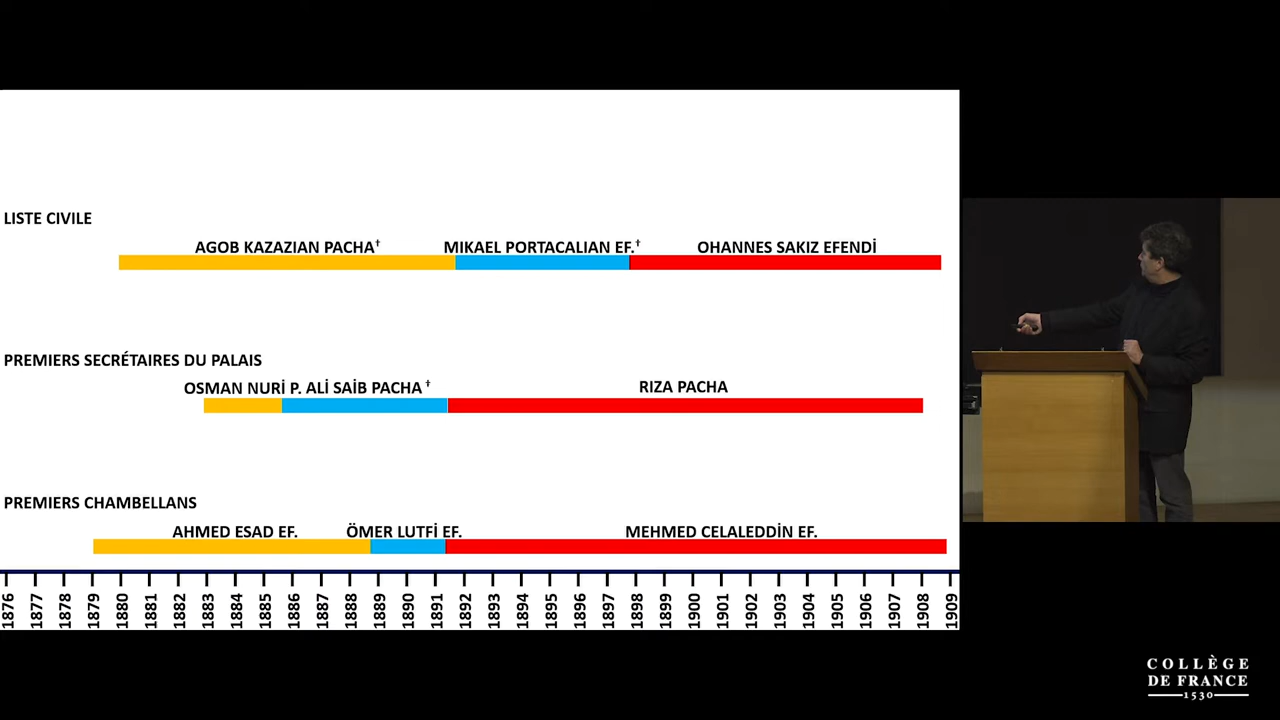 LISTE CIVILE
AGOB KAZAZIAN PACHA† MIKAEL PORTACALIAN EF.† OHANNES SAKIZ EFENDİ
PREMIERS SECRÉTAIRES DU PALAIS
OSMAN NURİ P. ALİ SAİB PACHA † RIZA PACHA
PREMIERS CHAMBELLANS
AHMED ESAD EF. ÖMER LUTFİ EF. MEHMED CELALEDDİN EF.
1876 1877 1878 1879 1880 1881 1882 1883 1884 1885 1886 1887 1888 1889 1890 1891 1892 1893 1894 1895 1896 1897 1898 1899 1900 1901 1902 1903 1904 1905 1906 1907 1908 1909
COLLÈGE
DE FRANCE
1530